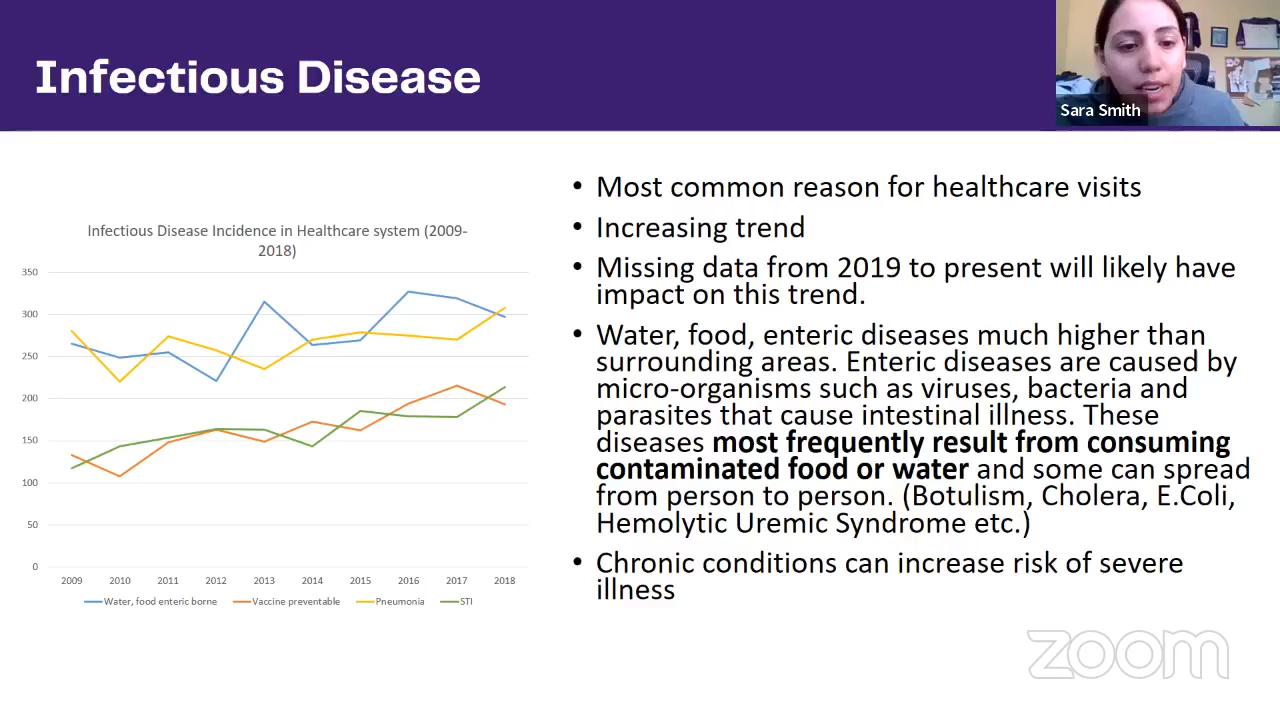 Infectious Disease
Sara Smith
Infectious Disease Incidence in Healthcare system (2009-
2018)
350
300
250
200
150
100
50
0
2009 2010 2011 2012 2013 2014 2015 2016 2017 2018
Water, food enteric borne Vaccine preventable Pneumonia STI
• Most common reason for healthcare visits
• Increasing trend
• Missing data from 2019 to present will likely have
impact on this trend.
• Water, food, enteric diseases much higher than
surrounding areas. Enteric diseases are caused by
micro-organisms such as viruses, bacteria and
parasites that cause intestinal illness. These
diseases most frequently result from consuming
contaminated food or water and some can spread
from person to person. (Botulism, Cholera, E.Coli,
Hemolytic Uremic Syndrome etc.)
• Chronic conditions can increase risk of severe
illness
zoom